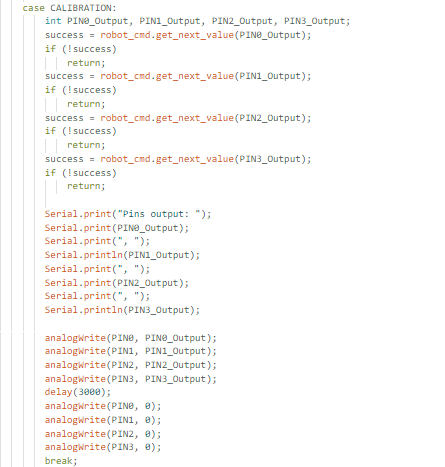 case CALIBRATION:
int PIN0_Output, PIN1_Output, PIN2_Output, PIN3_Output;
success = robot_cmd.get_next_value(PIN0_Output);
if (!success)
return;
success = robot_cmd.get_next_value(PIN1_Output);
if (!success)
return;
success = robot_cmd.get_next_value(PIN2_Output);
if (!success)
return;
success = robot_cmd.get_next_value(PIN3_Output);
if (!success)
return;
Serial.print("Pins output: ");
Serial.print(PIN0_Output);
Serial.print(", ");
Serial.println(PIN1_Output);
Serial.print(", ");
Serial.print(PIN2_Output);
Serial.print(", ");
Serial.println(PIN3_Output);
analogWrite(PIN0, PIN0_Output);
analogWrite(PIN1, PIN1_Output);
analogWrite(PIN2, PIN2_Output);
analogWrite(PIN3, PIN3_Output);
delay(3000);
analogWrite(PIN0, 0);
analogWrite(PIN1, 0);
analogWrite(PIN2, 0);
analogWrite(PIN3, 0);
break;